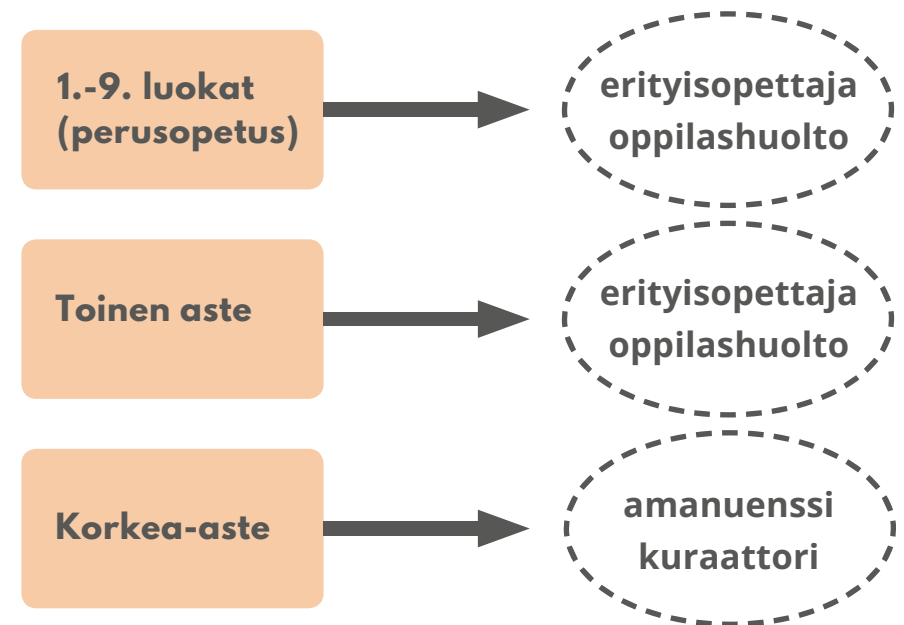 1.-9. luokat
(perusopetus)
erityisopettaja
oppilashuolto
Toinen aste
erityisopettaja
oppilashuolto
Korkea-aste
amanuenssi
kuraattori